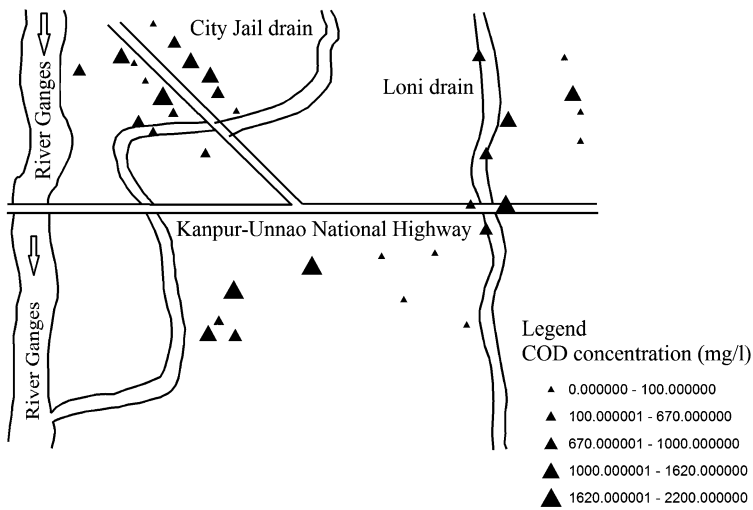 City Jail drain
River Ganges
Loni drain
Kanpur-Unnao National Highway
River Ganges
Legend
COD concentration (mg/l)
0.000000 - 100.000000
100.000001 - 670.000000
670.000001 - 1000.000000
1000.000001 - 1620.000000
1620.000001 - 2200.000000